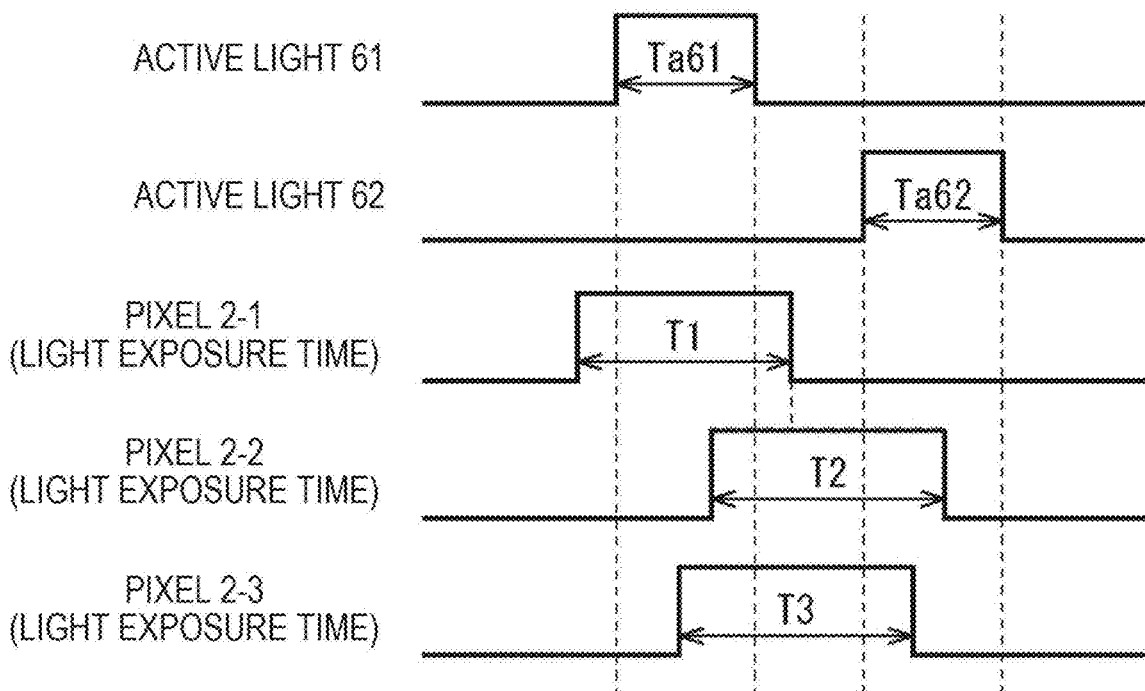 ACTIVE LIGHT 61
Ta61
ACTIVE LIGHT 62
Ta62
PIXEL 2-1
(LIGHT EXPOSURE TIME)
T1
PIXEL 2-2
(LIGHT EXPOSURE TIME)
T2
PIXEL 2-3
(LIGHT EXPOSURE TIME)
T3